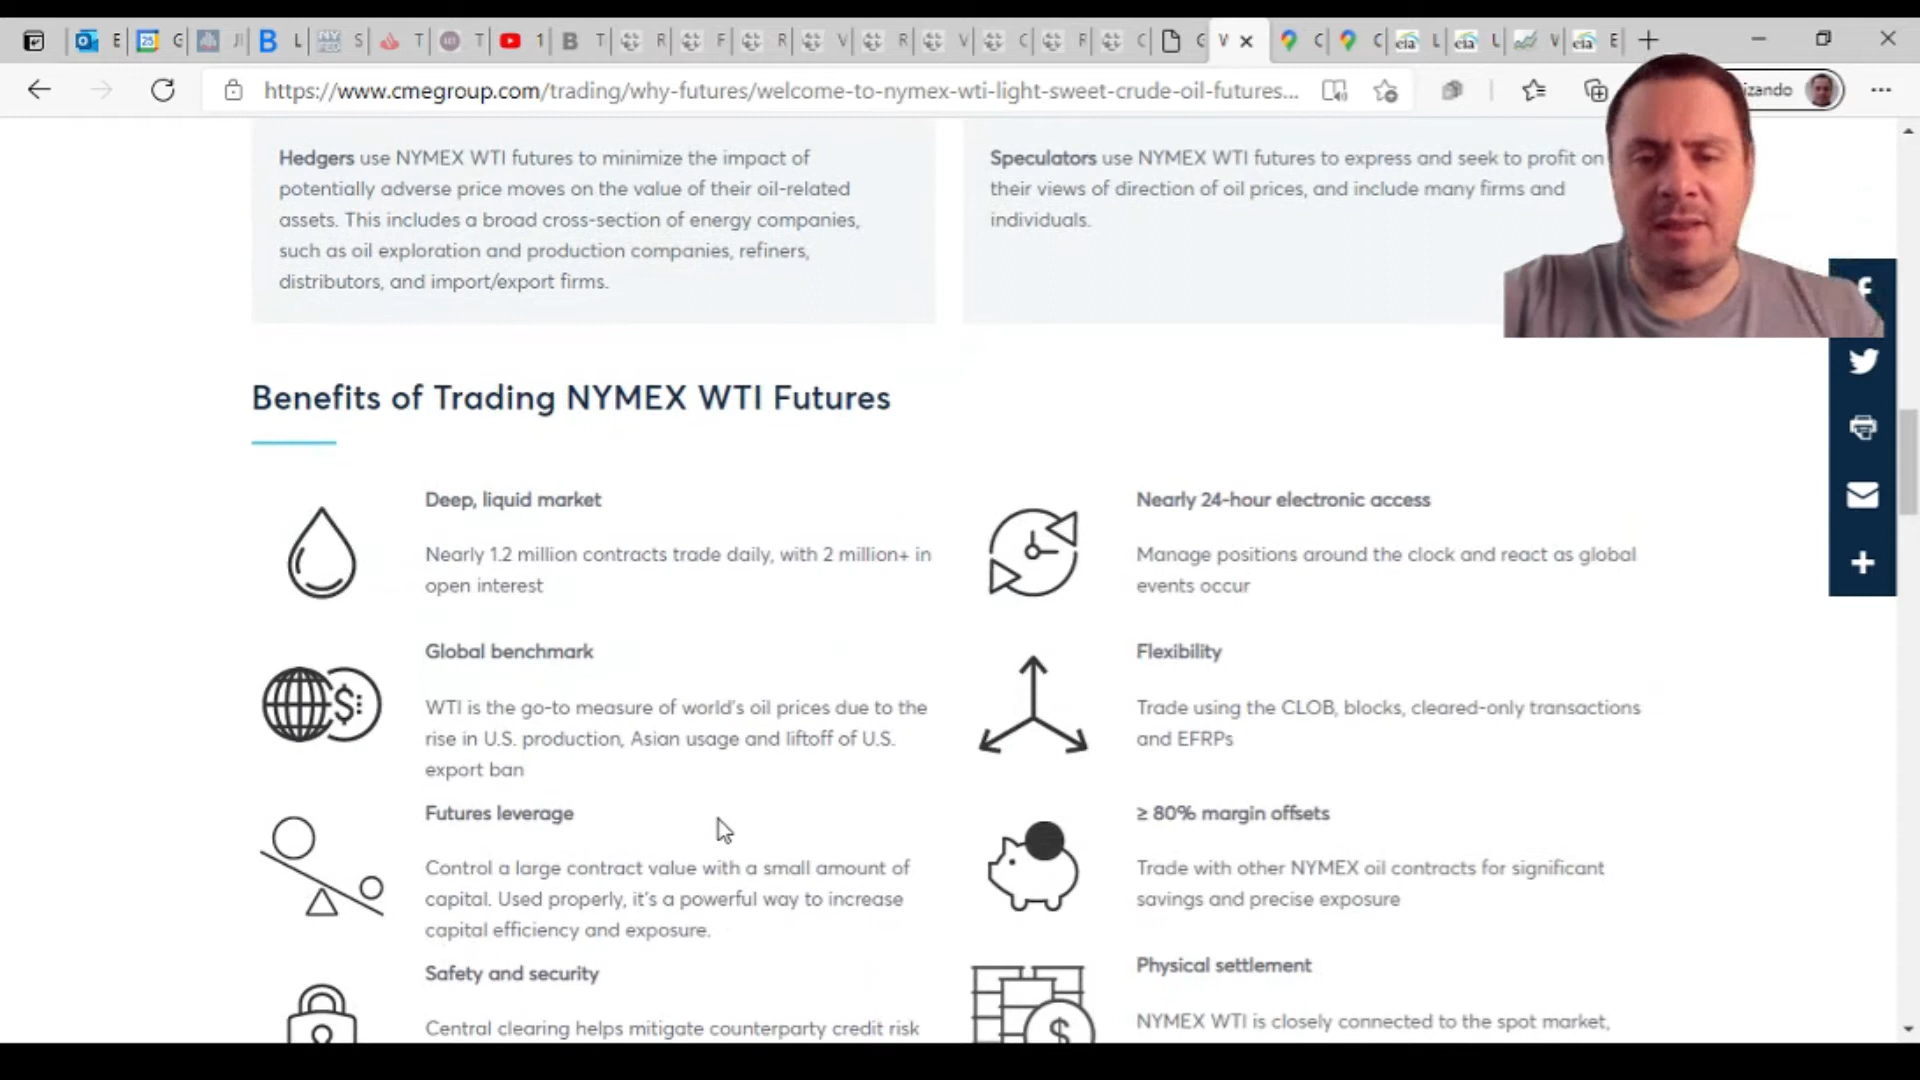 E
G
JI
L
S
T
T
1
T
R
F
R
V
R
V
C
F
C
G
V
C
C
L
L
V
E
https://www.cmegroup.com/trading/why-futures/welcome-to-nymex-wti-light-sweet-crude-oil-futures...
izando
Hedgers use NYMEX WTI futures to minimize the impact of
potentially adverse price moves on the value of their oil-related
assets. This includes a broad cross-section of energy companies,
such as oil exploration and production companies, refiners,
distributors, and import/export firms.
Speculators use NYMEX WTI futures to express and seek to profit on
their views of direction of oil prices, and include many firms and
individuals.
Benefits of Trading NYMEX WTI Futures
Deep, liquid market
Nearly 1.2 million contracts trade daily, with 2 million+ in
open interest
Nearly 24-hour electronic access
Manage positions around the clock and react as global
events occur
Global benchmark
WTI is the go-to measure of world's oil prices due to the
rise in U.S. production, Asian usage and liftoff of U.S.
export ban
Flexibility
Trade using the CLOB, blocks, cleared-only transactions
and EFRPs
Futures leverage
Control a large contract value with a small amount of
capital. Used properly, it's a powerful way to increase
capital efficiency and exposure.
≥ 80% margin offsets
Trade with other NYMEX oil contracts for significant
savings and precise exposure
Safety and security
Central clearing helps mitigate counterparty credit risk
Physical settlement
NYMEX WTI is closely connected to the spot market,